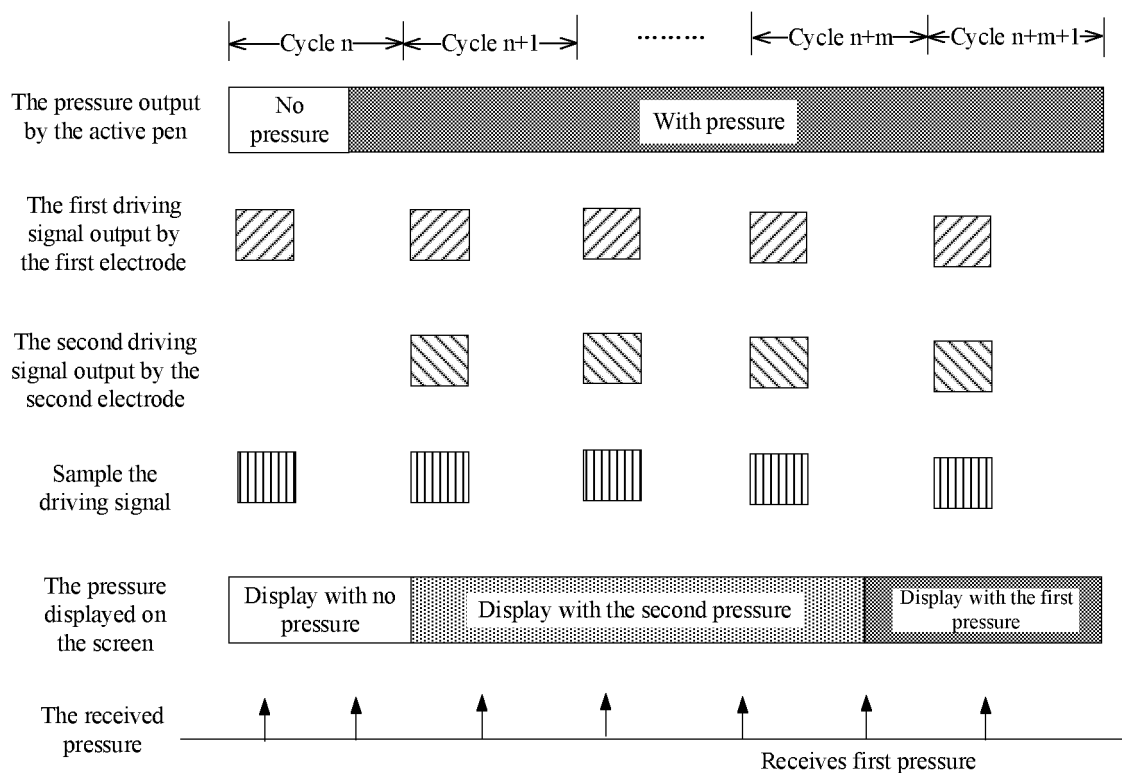 Cycle n
Cycle n+1
………
Cycle n+m
Cycle n+m+1
The pressure output
by the active pen
No
pressure
With pressure
The first driving
signal output by
the first electrode
The second driving
signal output by the
second electrode
Sample the
driving signal
The pressure
displayed on
the screen
Display with no
pressure
Display with the second pressure
Display with the first
pressure
The received
pressure
Receives first pressure